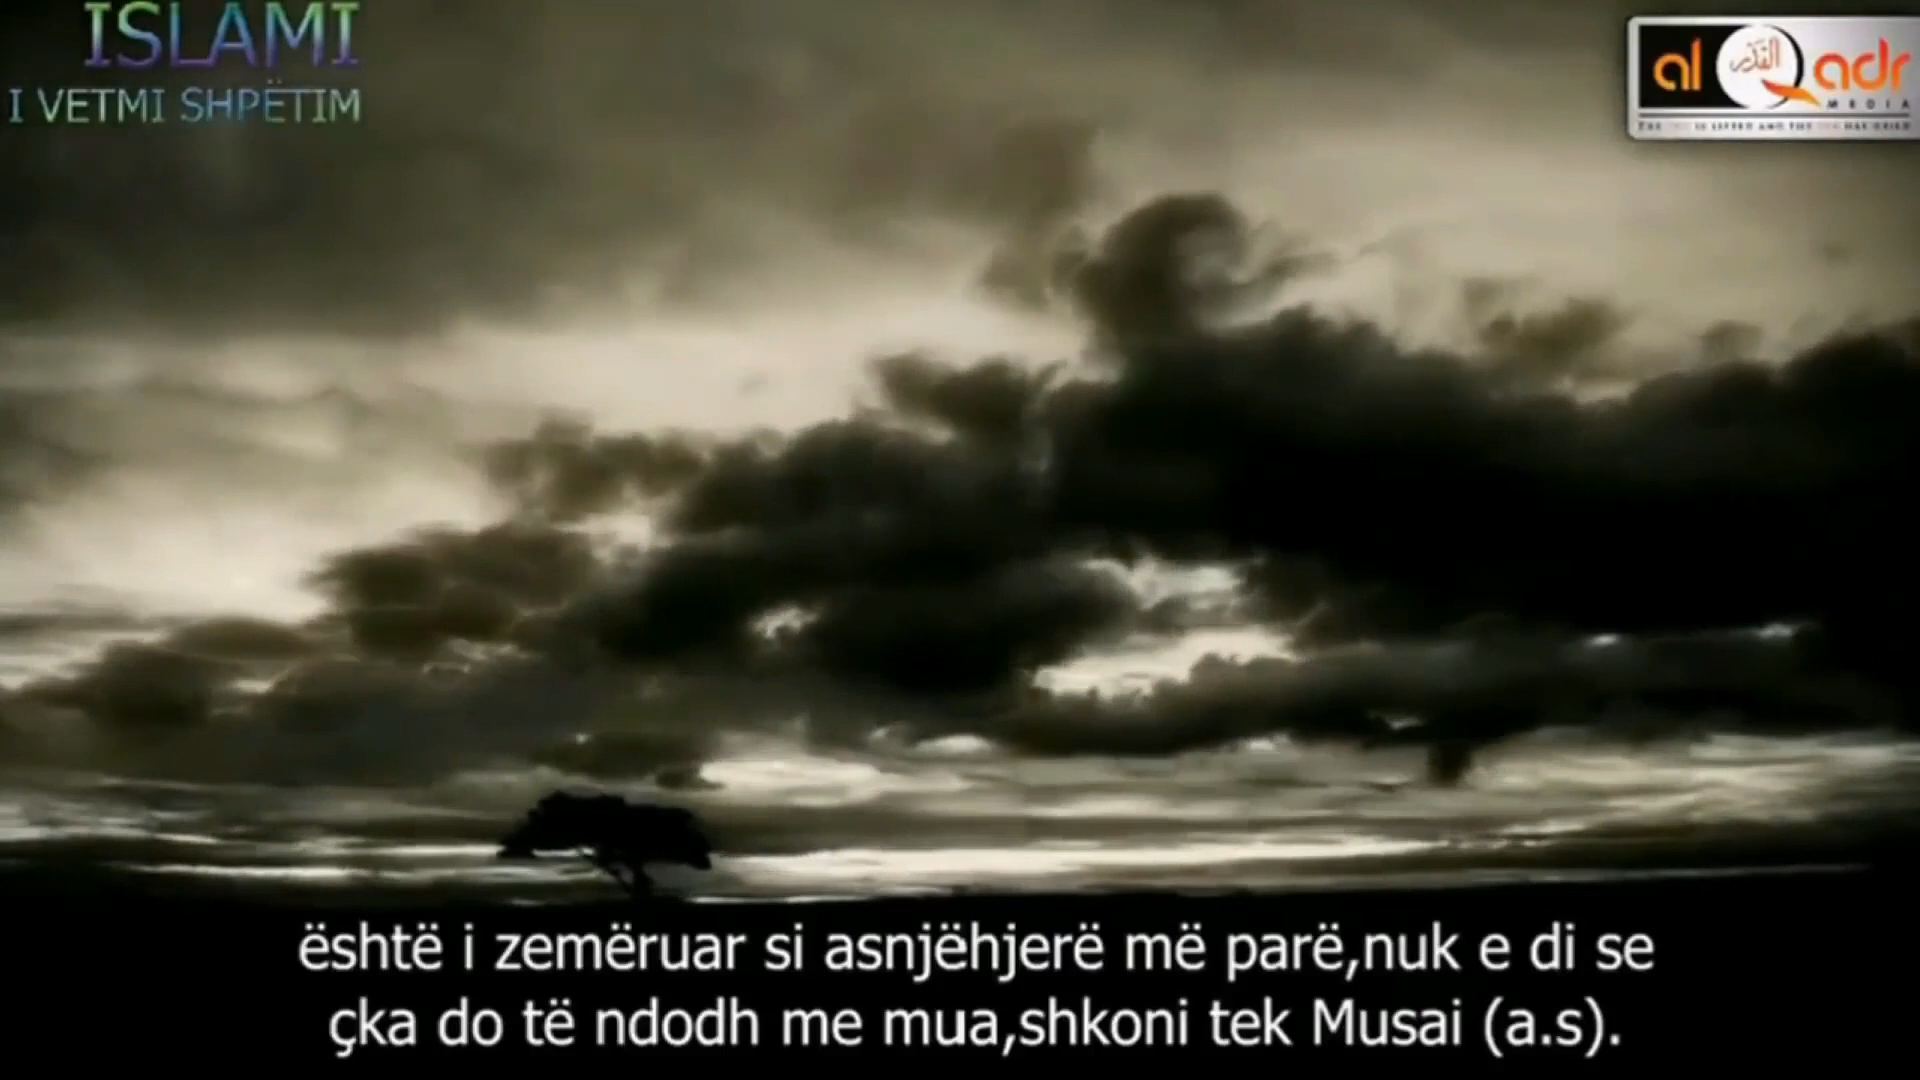 ISLAMI
I VETMI SHPËTIM
al Qadr
القدر
MEDIA
është i zemëruar si asnjëhjerë më parë,nuk e di se
çka do të ndodh me mua,shkoni tek Musai (a.s).